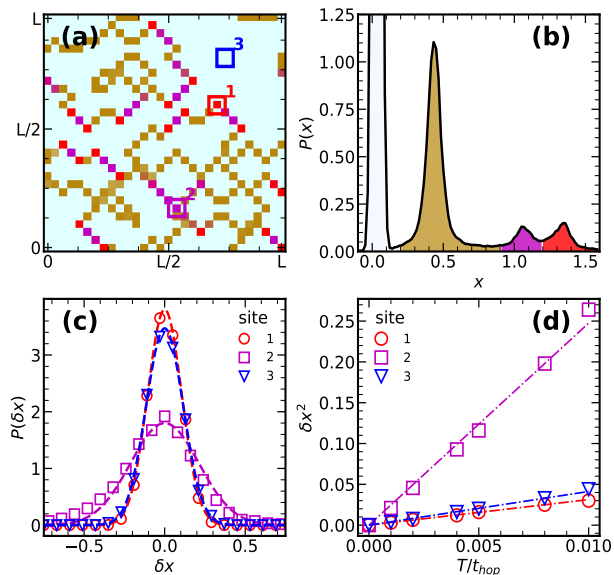 (a)
3
1
2
L
L/2
0
0
L/2
L
(b)
P(x)
1.25
1.00
0.75
0.50
0.25
0.00
0.0
0.5
1.0
1.5
x
(c)
site
1
2
3
P(δx)
3
2
1
0
−0.5
0.0
0.5
δx
(d)
site
1
2
3
δx²
0.25
0.20
0.15
0.10
0.05
0.00
0.000
0.005
0.010
T/t_hop